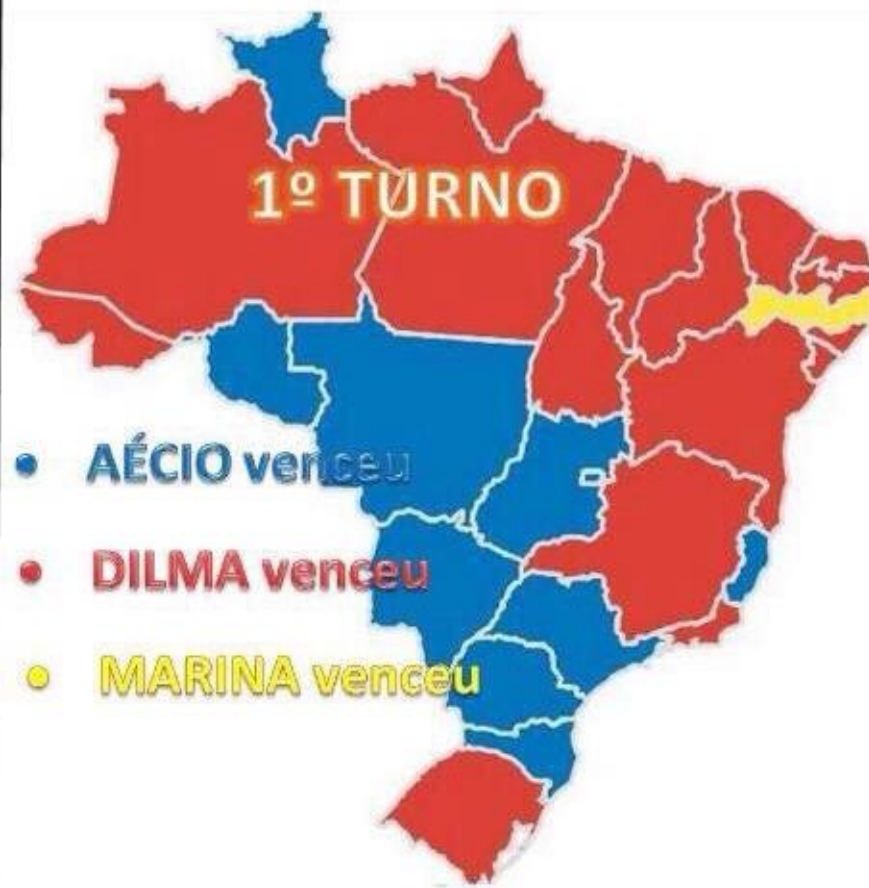 1º TURNO
• AÉCIO venceu
• DILMA venceu
• MARINA venceu